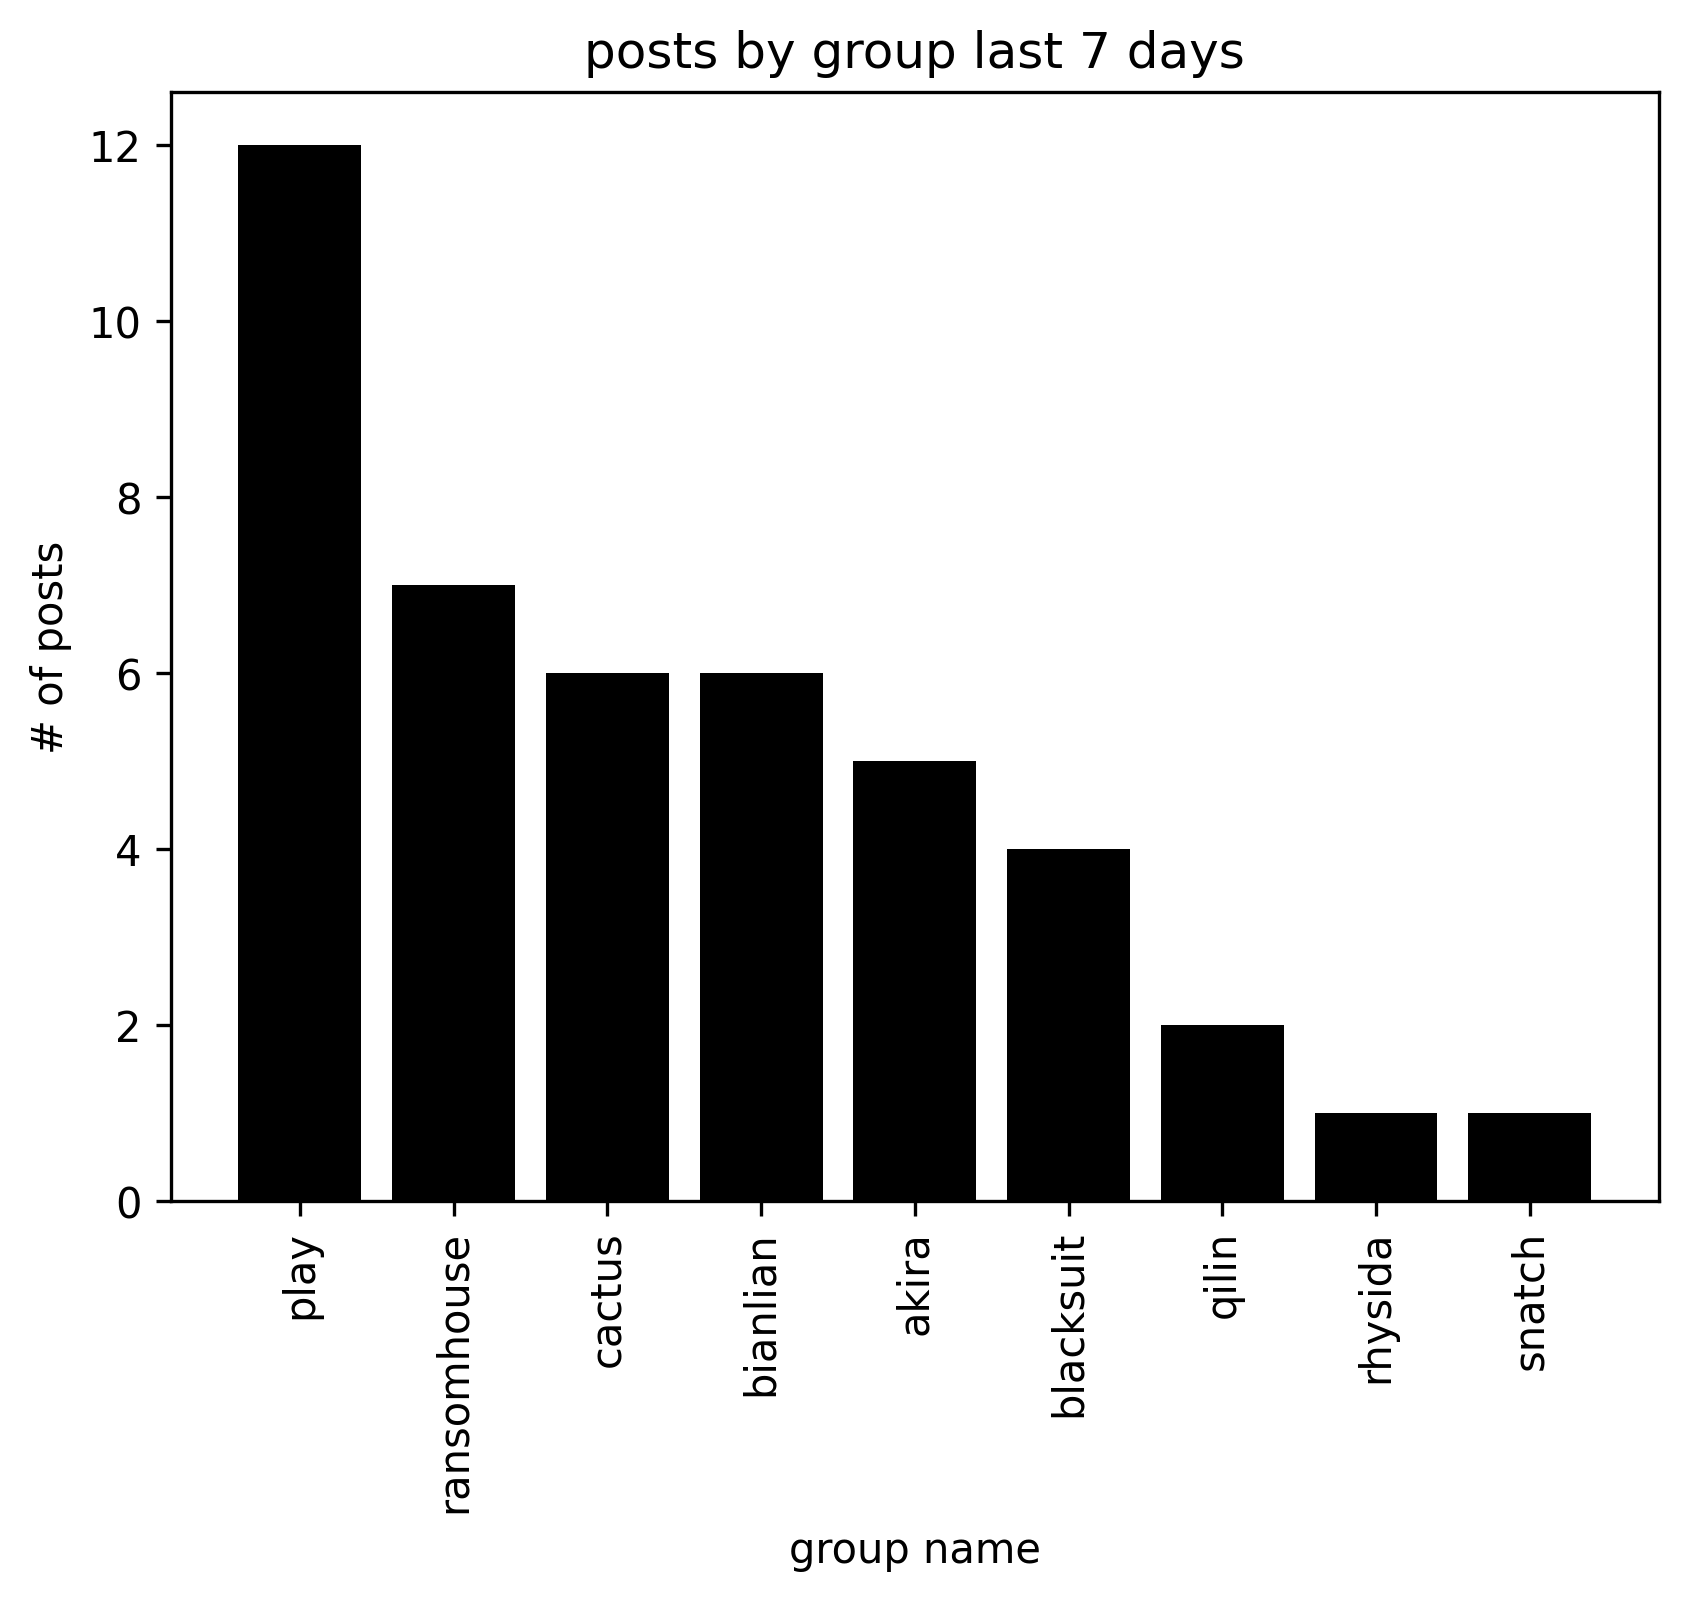 posts by group last 7 days
# of posts
12
10
8
6
4
2
0
play
ransomhouse
cactus
bianlian
akira
blacksuit
qilin
rhysida
snatch
group name